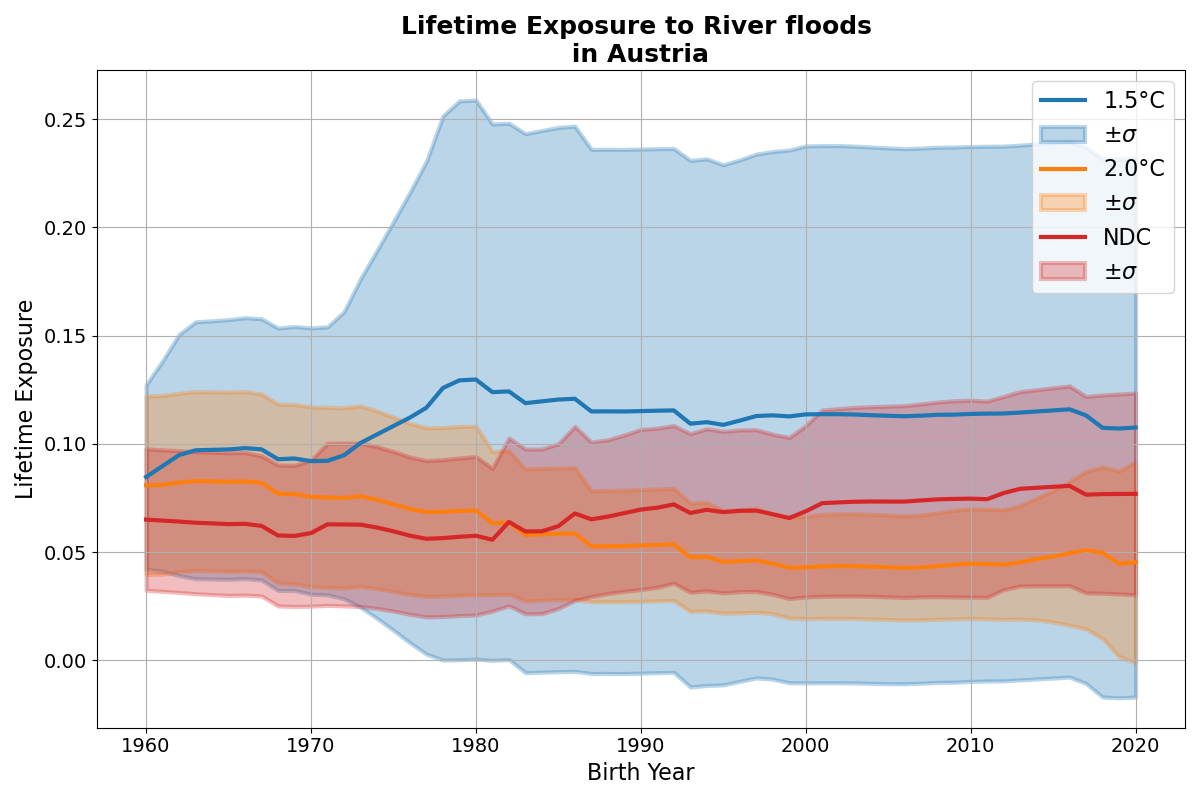 Lifetime Exposure to River floods
in Austria
Lifetime Exposure
0.25
0.20
0.15
0.10
0.05
0.00
1960 1970 1980 1990 2000 2010 2020
Birth Year
1.5°C
±σ
2.0°C
±σ
NDC
±σ